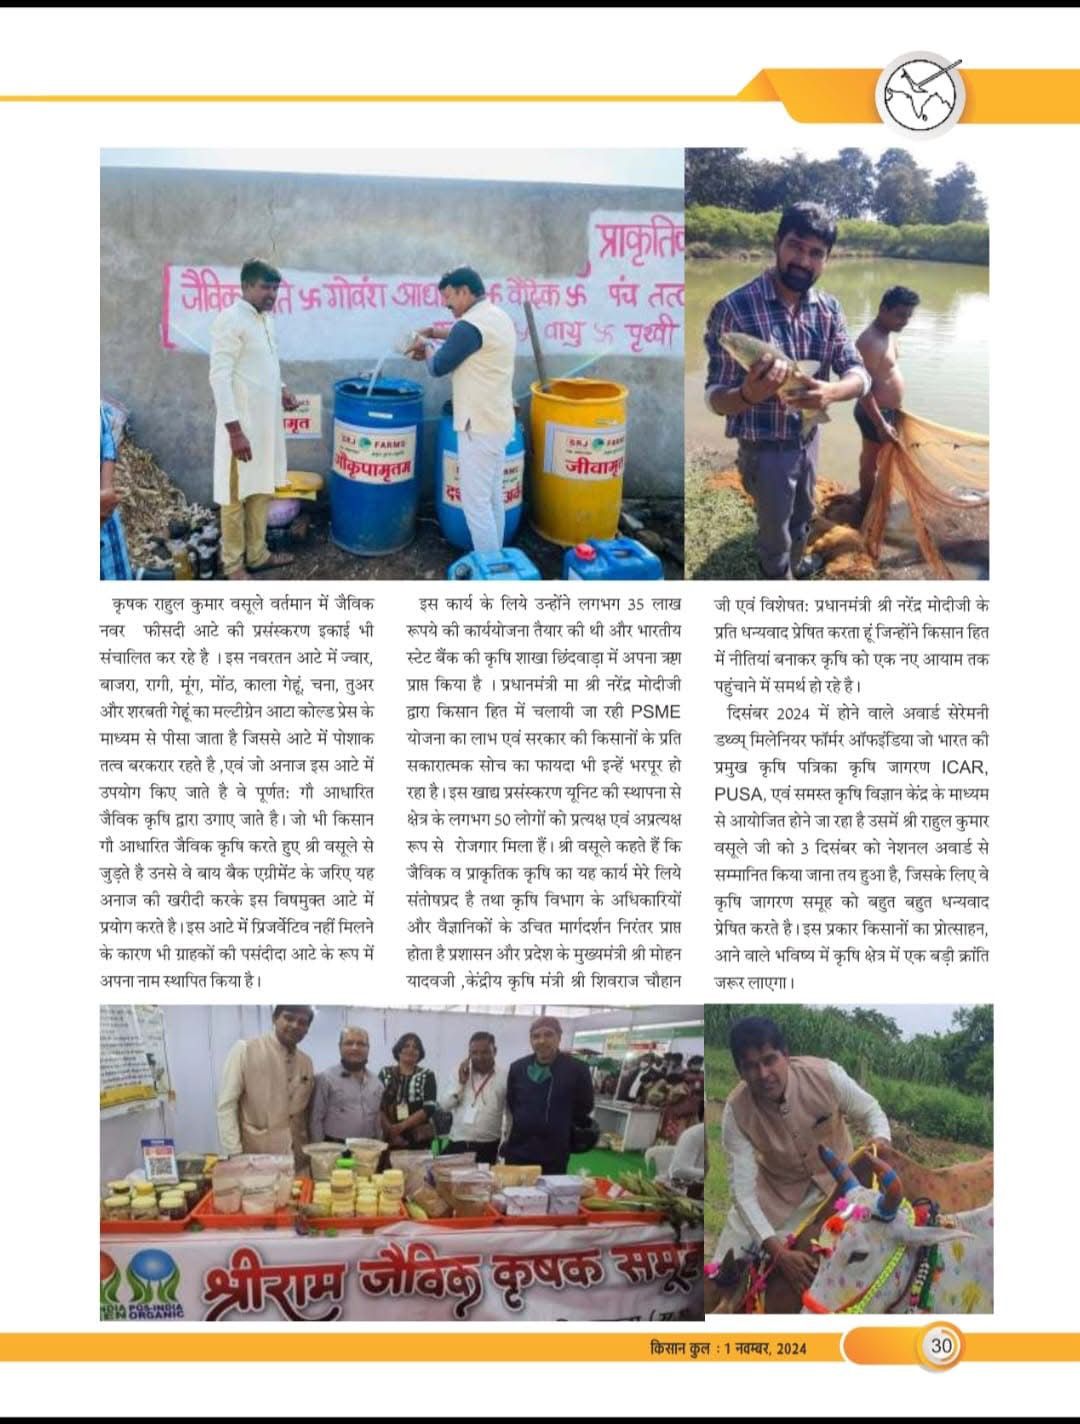 प्राकृति
जैविक
गोवंश
वैदिक
पंच तत्व
वायु
पृथ्वी
SRJ FARMS
गौकृपामृतम
SRJ FARMS
जीवामृत
कृषक राहुल कुमार वसूले वर्तमान में जैविक
नवर फीसदी आटे की प्रसंस्करण इकाई भी
संचालित कर रहे है । इस नवरतन आटे में ज्वार,
बाजरा, रागी, मूंग, मोंठ, काला गेहूं, चना, तुअर
और शरबती गेहूं का मल्टीग्रेन आटा कोल्ड प्रेस के
माध्यम से पीसा जाता है जिससे आटे में पोशाक
तत्व बरकरार रहते है ,एवं जो अनाज इस आटे में
उपयोग किए जाते है वे पूर्णत: गौ आधारित
जैविक कृषि द्वारा उगाए जाते है। जो भी किसान
गौ आधारित जैविक कृषि करते हुए श्री वसूले से
जुड़ते है उनसे वे बाय बैक एग्रीमेंट के जरिए यह
अनाज की खरीदी करके इस विषमुक्त आटे में
प्रयोग करते है। इस आटे में प्रिजर्वेटिव नहीं मिलने
के कारण भी ग्राहकों की पसंदीदा आटे के रूप में
अपना नाम स्थापित किया है।
इस कार्य के लिये उन्होंने लगभग 35 लाख
रूपये की कार्ययोजना तैयार की थी और भारतीय
स्टेट बैंक की कृषि शाखा छिंदवाड़ा में अपना ऋण
प्राप्त किया है । प्रधानमंत्री मा श्री नरेंद्र मोदीजी
द्वारा किसान हित में चलायी जा रही PSME
योजना का लाभ एवं सरकार की किसानों के प्रति
सकारात्मक सोच का फायदा भी इन्हें भरपूर हो
रहा है। इस खाद्य प्रसंस्करण यूनिट की स्थापना से
क्षेत्र के लगभग 50 लोगों को प्रत्यक्ष एवं अप्रत्यक्ष
रूप से रोजगार मिला हैं। श्री वसूले कहते हैं कि
जैविक व प्राकृतिक कृषि का यह कार्य मेरे लिये
संतोषप्रद है तथा कृषि विभाग के अधिकारियों
और वैज्ञानिकों के उचित मार्गदर्शन निरंतर प्राप्त
होता है प्रशासन और प्रदेश के मुख्यमंत्री श्री मोहन
यादवजी ,केंद्रीय कृषि मंत्री श्री शिवराज चौहान
जी एवं विशेषत: प्रधानमंत्री श्री नरेंद्र मोदीजी के
प्रति धन्यवाद प्रेषित करता हूं जिन्होंने किसान हित
में नीतियां बनाकर कृषि को एक नए आयाम तक
पहुंचाने में समर्थ हो रहे है।
दिसंबर 2024 में होने वाले अवार्ड सेरेमनी
डथ्व्प् मिलेनियर फॉर्मर ऑफइंडिया जो भारत की
प्रमुख कृषि पत्रिका कृषि जागरण ICAR,
PUSA, एवं समस्त कृषि विज्ञान केंद्र के माध्यम
से आयोजित होने जा रहा है उसमें श्री राहुल कुमार
वसूले जी को 3 दिसंबर को नेशनल अवार्ड से
सम्मानित किया जाना तय हुआ है, जिसके लिए वे
कृषि जागरण समूह को बहुत बहुत धन्यवाद
प्रेषित करते है। इस प्रकार किसानों का प्रोत्साहन,
आने वाले भविष्य में कृषि क्षेत्र में एक बड़ी क्रांति
जरूर लाएगा।
PGS-INDIA
ORGANIC
श्रीराम जैविक कृषक समूह
किसान कुल : 1 नवम्बर, 2024
30